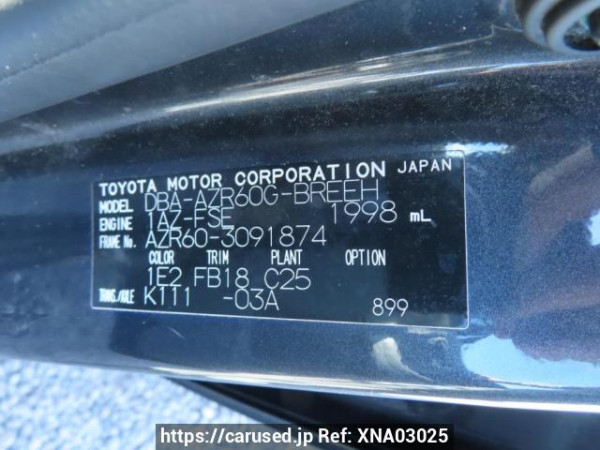 TOYOTA MOTOR CORPORATION JAPAN
MODEL DBA-AZR60G-BREEH
ENGINE 1AZ-FSE 1998 mL
FRAME No. AZR60-3091874
COLOR TRIM PLANT OPTION
1E2 FB18 C25
TRANS./AXLE K111 -03A
899
https://carused.jp Ref: XNA03025